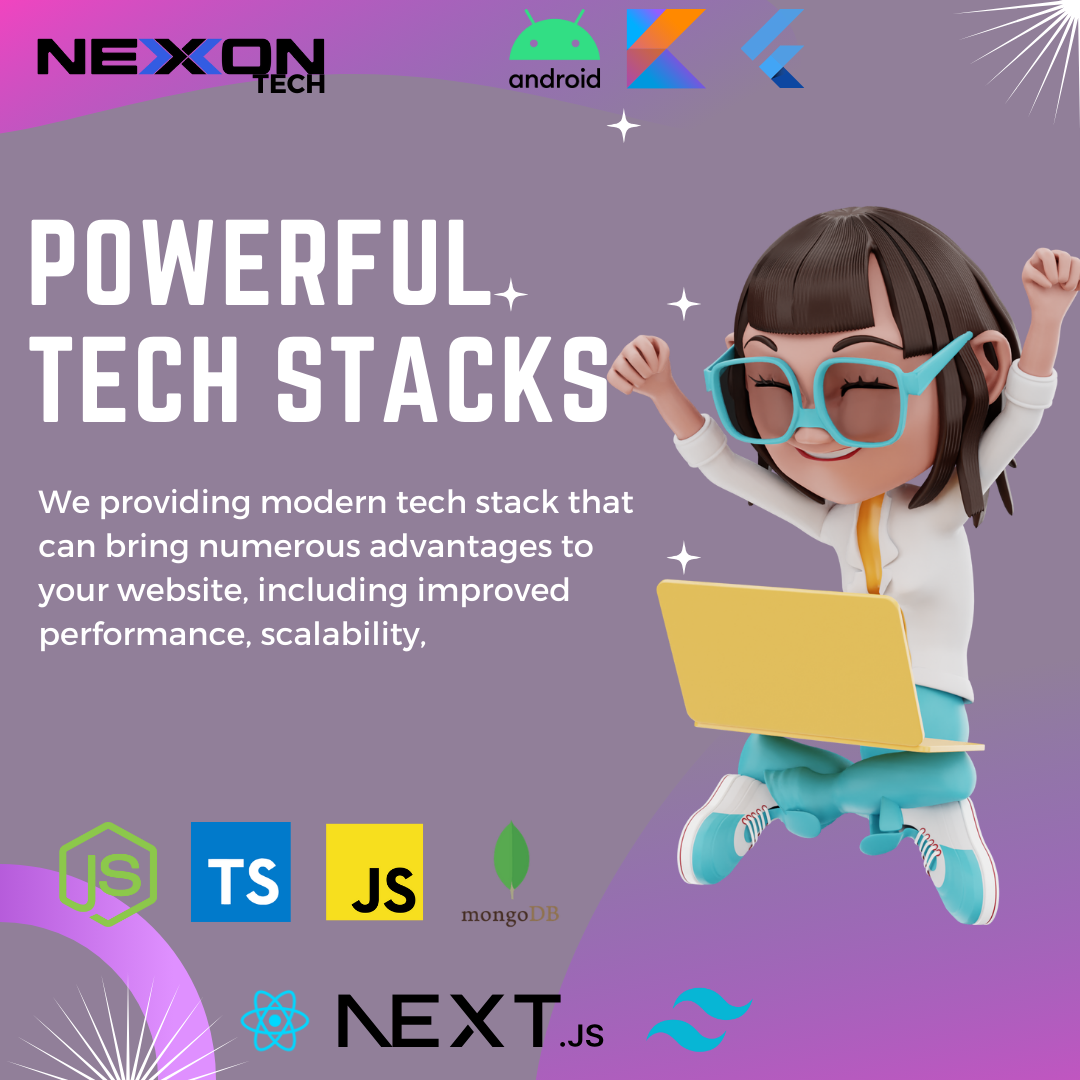 NEXON
TECH
android
POWERFUL
TECH STACKS
We providing modern tech stack that
can bring numerous advantages to
your website, including improved
performance, scalability,
JS
TS
JS
mongoDB
NEXT.JS